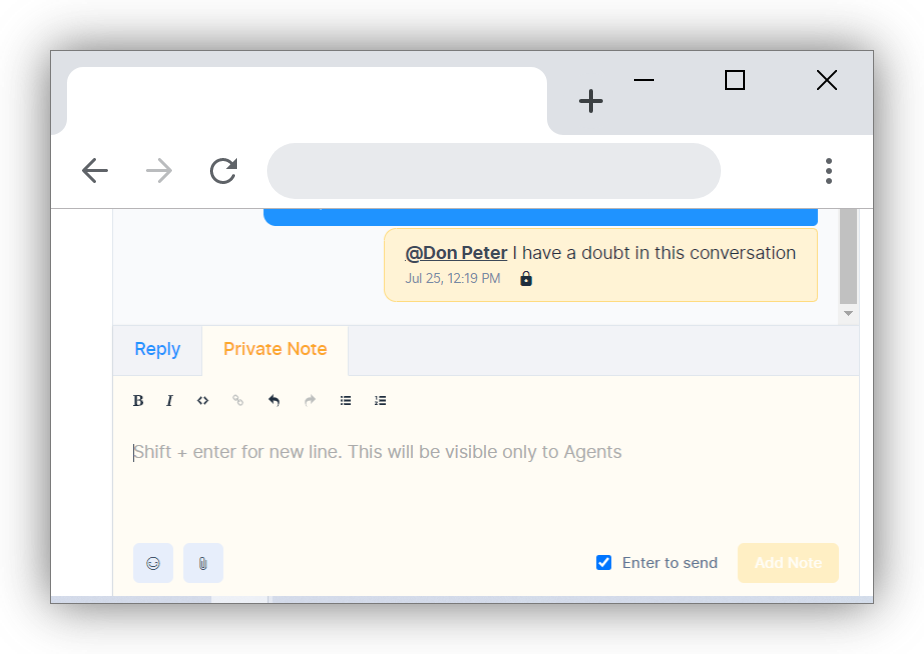 @Don Peter I have a doubt in this conversation
Jul 25, 12:19 PM
Reply Private Note
B I
Shift + enter for new line. This will be visible only to Agents
Enter to send Add Note